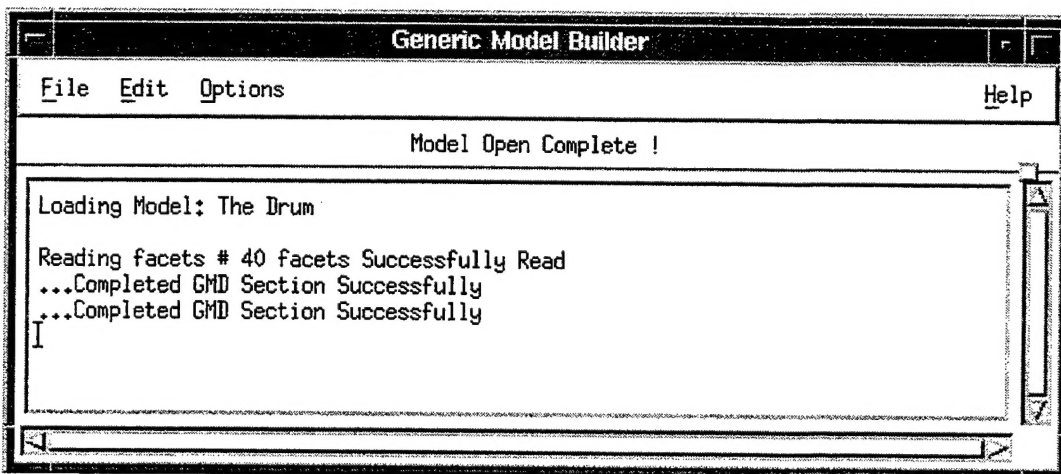 Generic Model Builder
File Edit Options Help
Model Open Complete !
Loading Model: The Drum
Reading facets # 40 facets Successfully Read
...Completed GMD Section Successfully
...Completed GMD Section Successfully